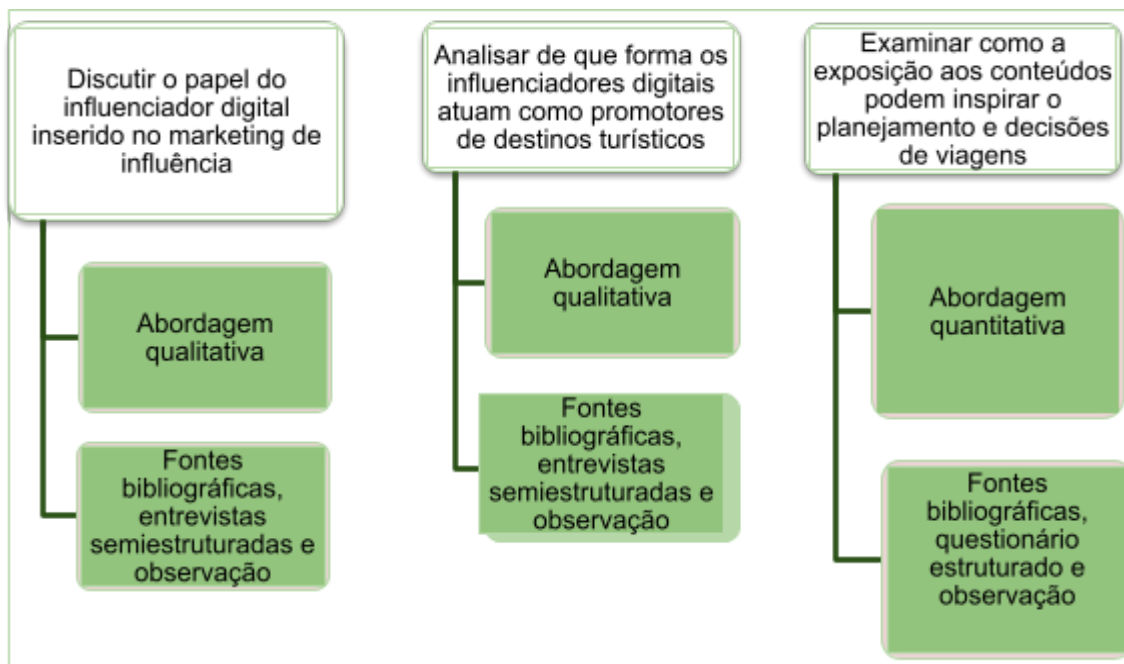 Discutir o papel do
influenciador digital
inserido no marketing de
influência
Abordagem
qualitativa
Fontes
bibliográficas,
entrevistas
semiestruturadas e
observação
Analisar de que forma os
influenciadores digitais
atuam como promotores
de destinos turísticos
Abordagem
qualitativa
Fontes
bibliográficas,
entrevistas
semiestruturadas e
observação
Examinar como a
exposição aos conteúdos
podem inspirar o
planejamento e decisões
de viagens
Abordagem
quantitativa
Fontes
bibliográficas,
questionário
estruturado e
observação